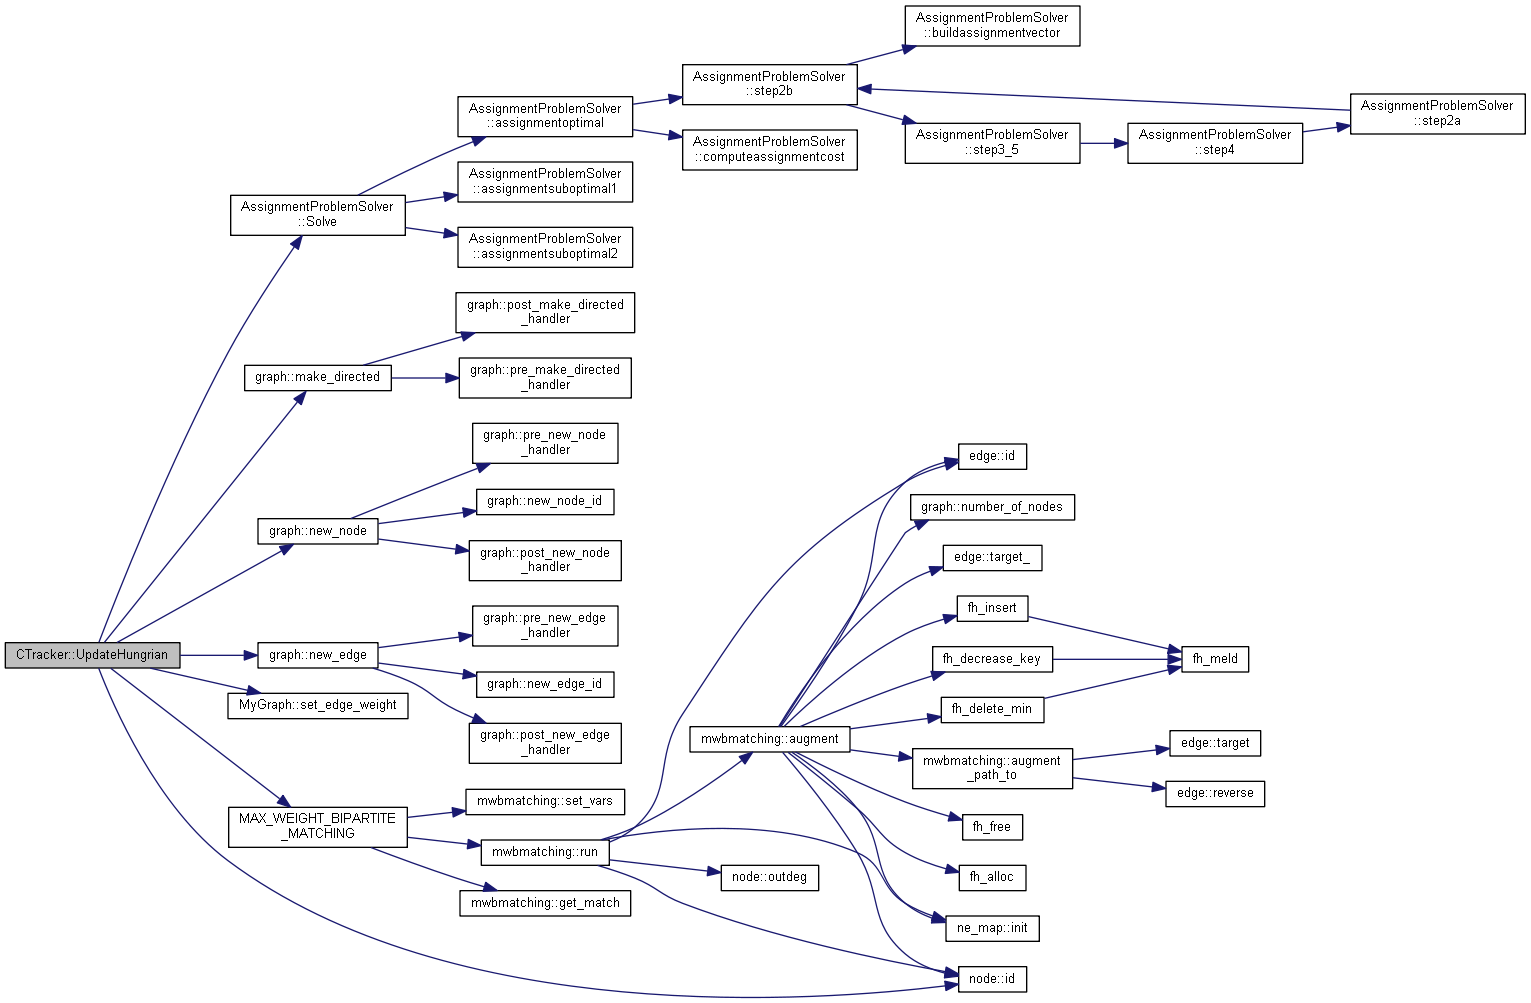 AssignmentProblemSolver
::buildassignmentvector
AssignmentProblemSolver
::step2b
AssignmentProblemSolver
::step2a
AssignmentProblemSolver
::assignmentoptimal
AssignmentProblemSolver
::step3_5
AssignmentProblemSolver
::step4
AssignmentProblemSolver
::computeassignmentcost
AssignmentProblemSolver
::assignmentsuboptimal1
AssignmentProblemSolver
::Solve
AssignmentProblemSolver
::assignmentsuboptimal2
graph::post_make_directed
_handler
graph::make_directed
graph::pre_make_directed
_handler
graph::pre_new_node
_handler
edge::id
graph::new_node_id
graph::number_of_nodes
graph::new_node
graph::post_new_node
_handler
edge::target_
fh_insert
graph::pre_new_edge
_handler
CTracker::UpdateHungrian
graph::new_edge
fh_decrease_key
fh_meld
graph::new_edge_id
MyGraph::set_edge_weight
fh_delete_min
graph::post_new_edge
_handler
mwbmatching::augment
edge::target
mwbmatching::augment
_path_to
edge::reverse
mwbmatching::set_vars
MAX_WEIGHT_BIPARTITE
_MATCHING
fh_free
mwbmatching::run
node::outdeg
fh_alloc
mwbmatching::get_match
ne_map::init
node::id